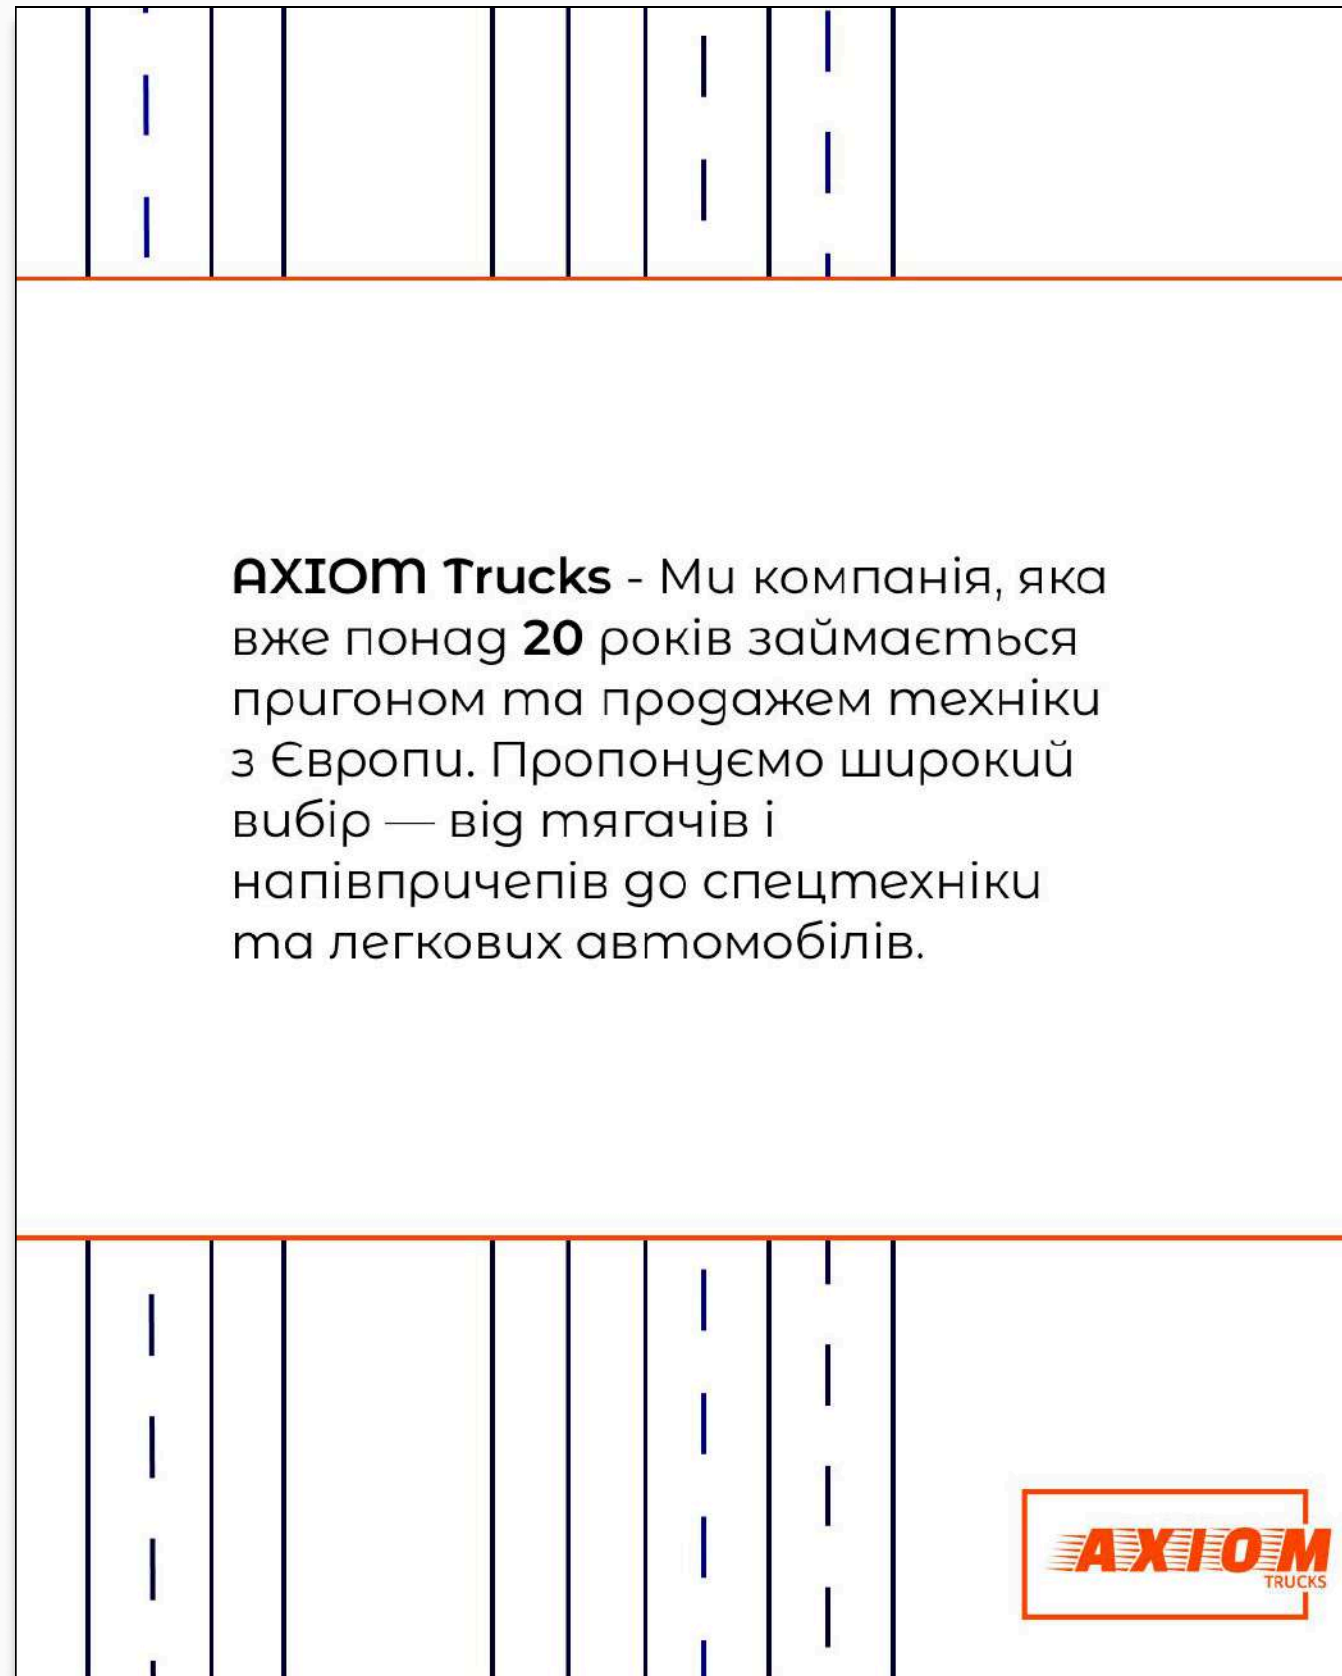 AXIOM Trucks - Ми компанія, яка
вже понад 20 років займається
пригоном та продажем техніки
з Європи. Пропонуємо широкий
вибір — від тягачів і
напівпричепів до спецтехніки
та легкових автомобілів.
AXIOM
TRUCKS